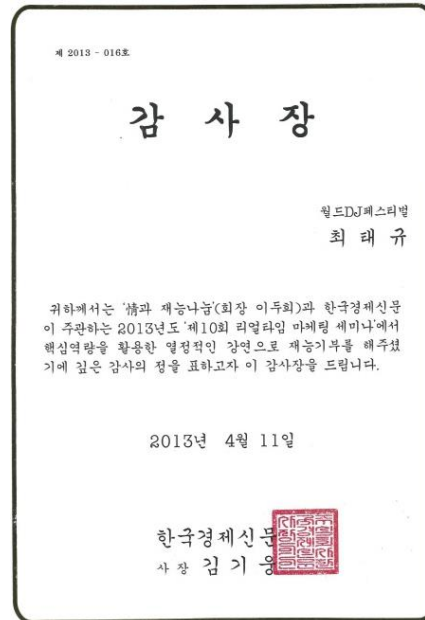 제 2013 - 016호
감 사 장
월드DJ페스티벌
최 태 규
귀하께서는 '情과 재능나눔'(회장 이두희)과 한국경제신문
이 주관하는 2013년도 '제10회 리얼타임 마케팅 세미나'에서
핵심역량을 활용한 열정적인 강연으로 재능기부를 해주셨
기에 깊은 감사의 정을 표하고자 이 감사장을 드립니다.
2013년 4월 11일
한국경제신문
사 장 김 기 웅